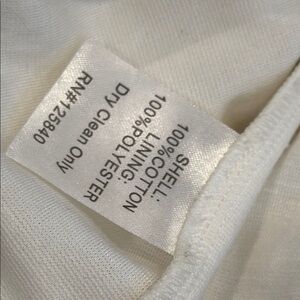 SHELL:
100%COTTON
LINING:
100%POLYESTER
Dry Clean Only
RN#125840